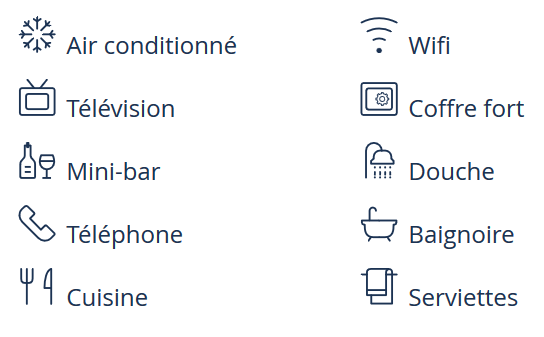 Air conditionné
Wifi
Télévision
Coffre fort
Mini-bar
Douche
Téléphone
Baignoire
Cuisine
Serviettes